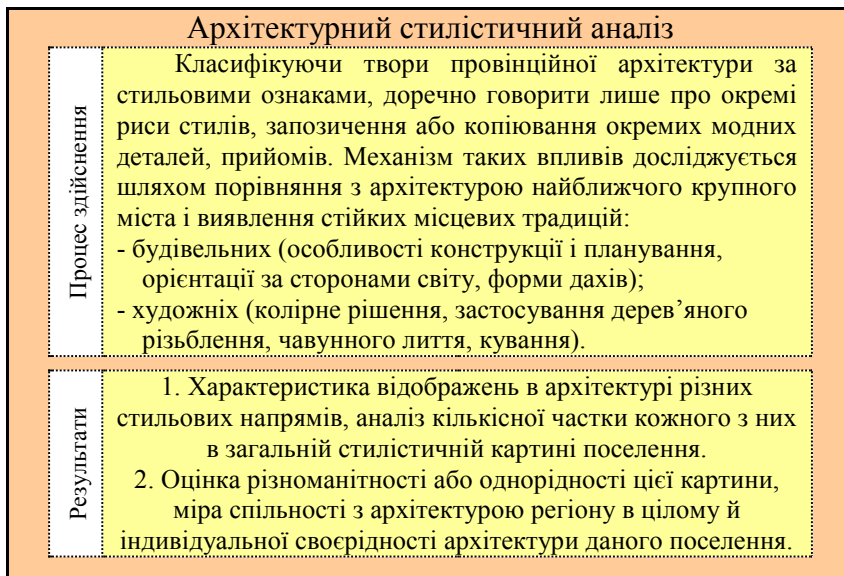 Архітектурний стилістичний аналіз
Процес здійснення
Класифікуючи твори провінційної архітектури за
стильовими ознаками, доречно говорити лише про окремі
риси стилів, запозичення або копіювання окремих модних
деталей, прийомів. Механізм таких впливів досліджується
шляхом порівняння з архітектурою найближчого крупного
міста і виявлення стійких місцевих традицій:
- будівельних (особливості конструкції і планування,
орієнтації за сторонами світу, форми дахів);
- художніх (колірне рішення, застосування дерев’яного
різьблення, чавунного лиття, кування).
Результати
1. Характеристика відображень в архітектурі різних
стильових напрямів, аналіз кількісної частки кожного з них
в загальній стилістичній картині поселення.
2. Оцінка різноманітності або однорідності цієї картини,
міра спільності з архітектурою регіону в цілому й
індивідуальної своєрідності архітектури даного поселення.